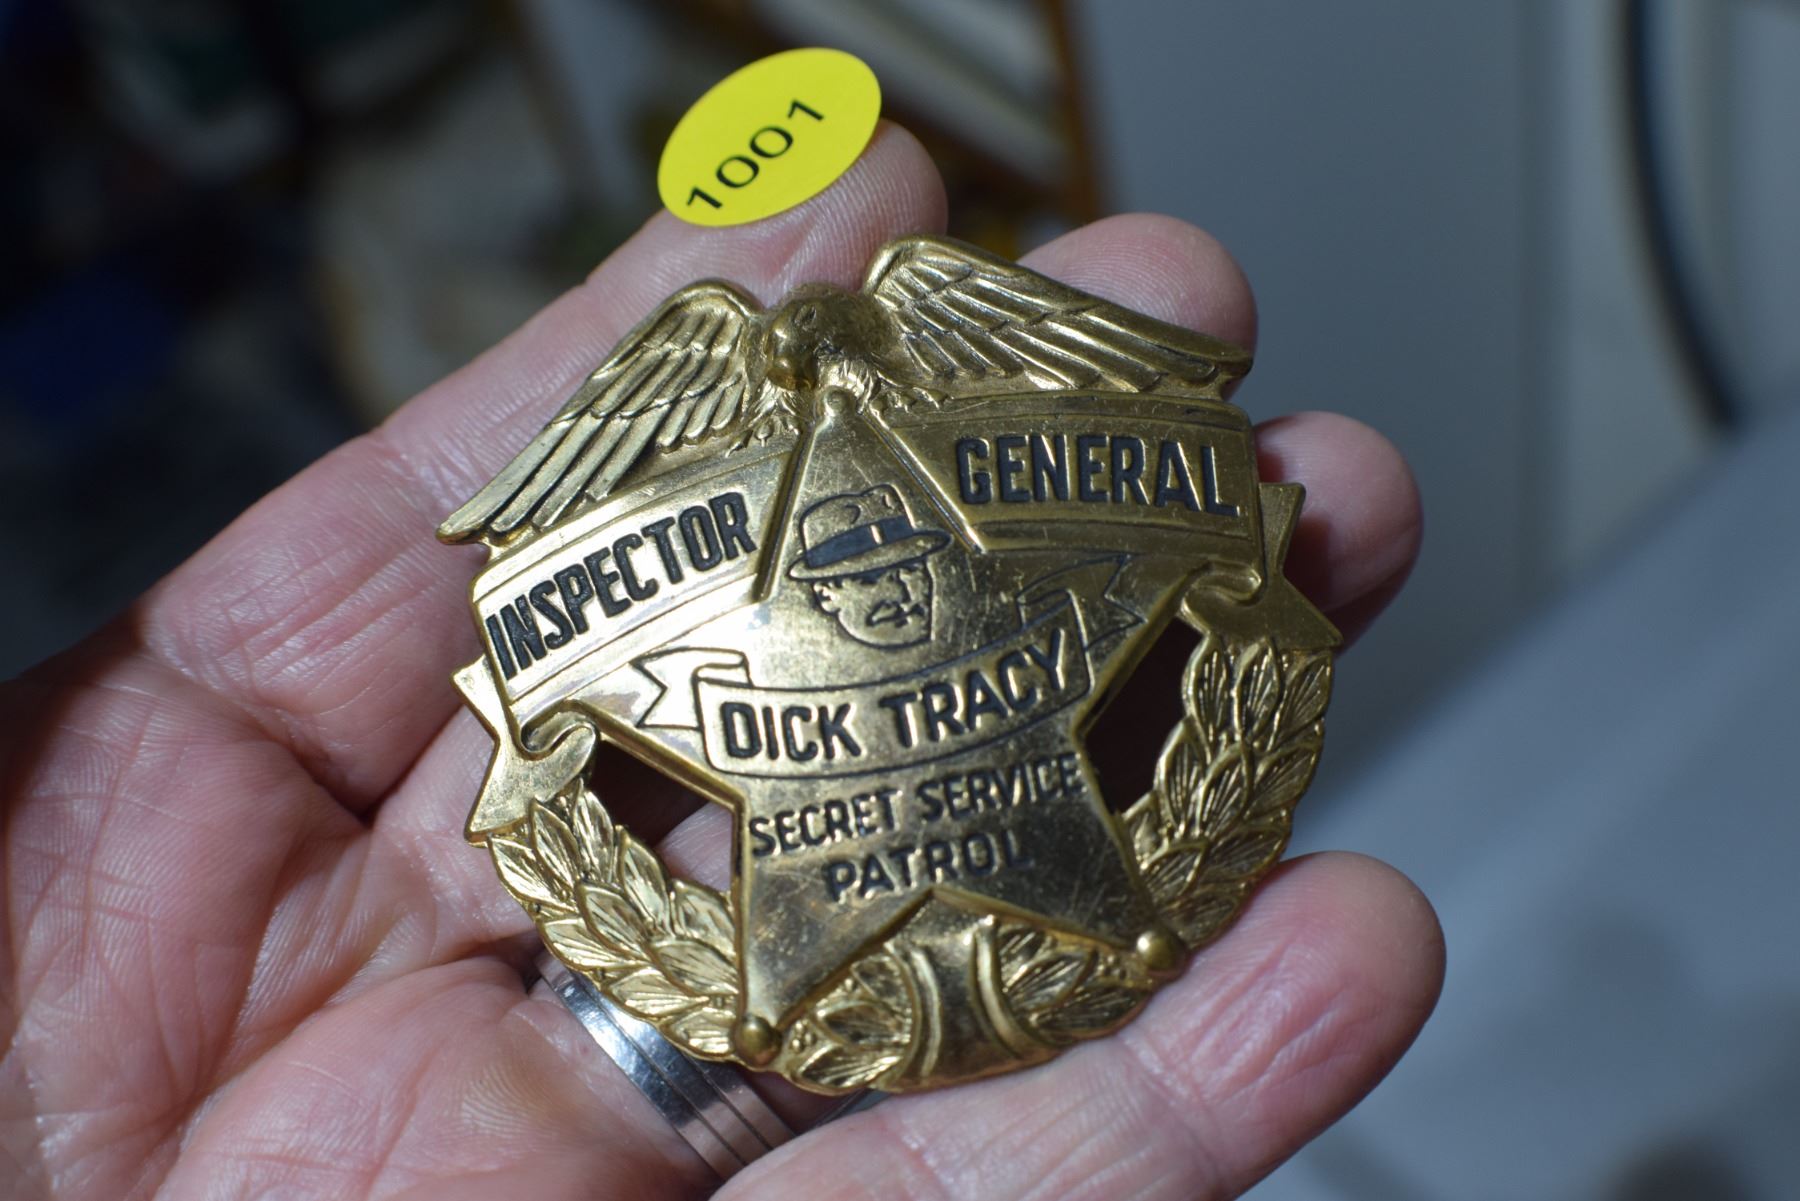 1001
INSPECTOR GENERAL
DICK TRACY
SECRET SERVICE
PATROL